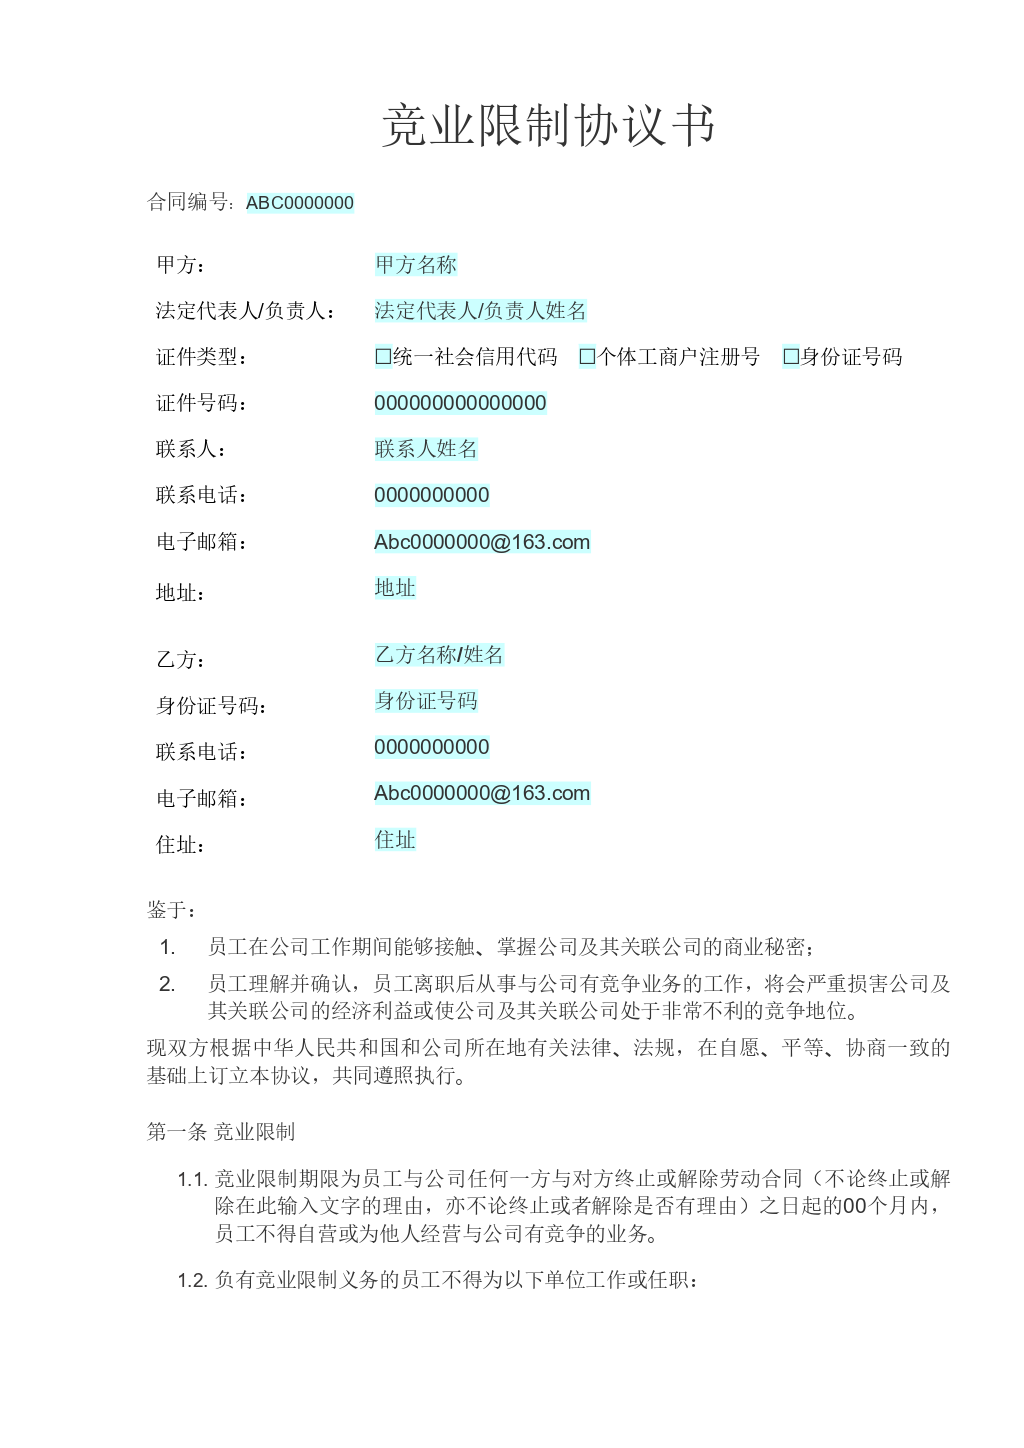 竞业限制协议书
合同编号：ABC0000000
甲方： 甲方名称
法定代表人/负责人： 法定代表人/负责人姓名
证件类型： □统一社会信用代码 □个体工商户注册号 □身份证号码
证件号码： 000000000000000
联系人： 联系人姓名
联系电话： 0000000000
电子邮箱： Abc0000000@163.com
地址： 地址
乙方： 乙方名称/姓名
身份证号码： 身份证号码
联系电话： 0000000000
电子邮箱： Abc0000000@163.com
住址： 住址
鉴于：
1. 员工在公司工作期间能够接触、掌握公司及其关联公司的商业秘密；
2. 员工理解并确认，员工离职后从事与公司有竞争业务的工作，将会严重损害公司及
其关联公司的经济利益或使公司及其关联公司处于非常不利的竞争地位。
现双方根据中华人民共和国和公司所在地有关法律、法规，在自愿、平等、协商一致的
基础上订立本协议，共同遵照执行。
第一条 竞业限制
1.1. 竞业限制期限为员工与公司任何一方与对方终止或解除劳动合同（不论终止或解
除在此输入文字的理由，亦不论终止或者解除是否有理由）之日起的00个月内，
员工不得自营或为他人经营与公司有竞争的业务。
1.2. 负有竞业限制义务的员工不得为以下单位工作或任职：